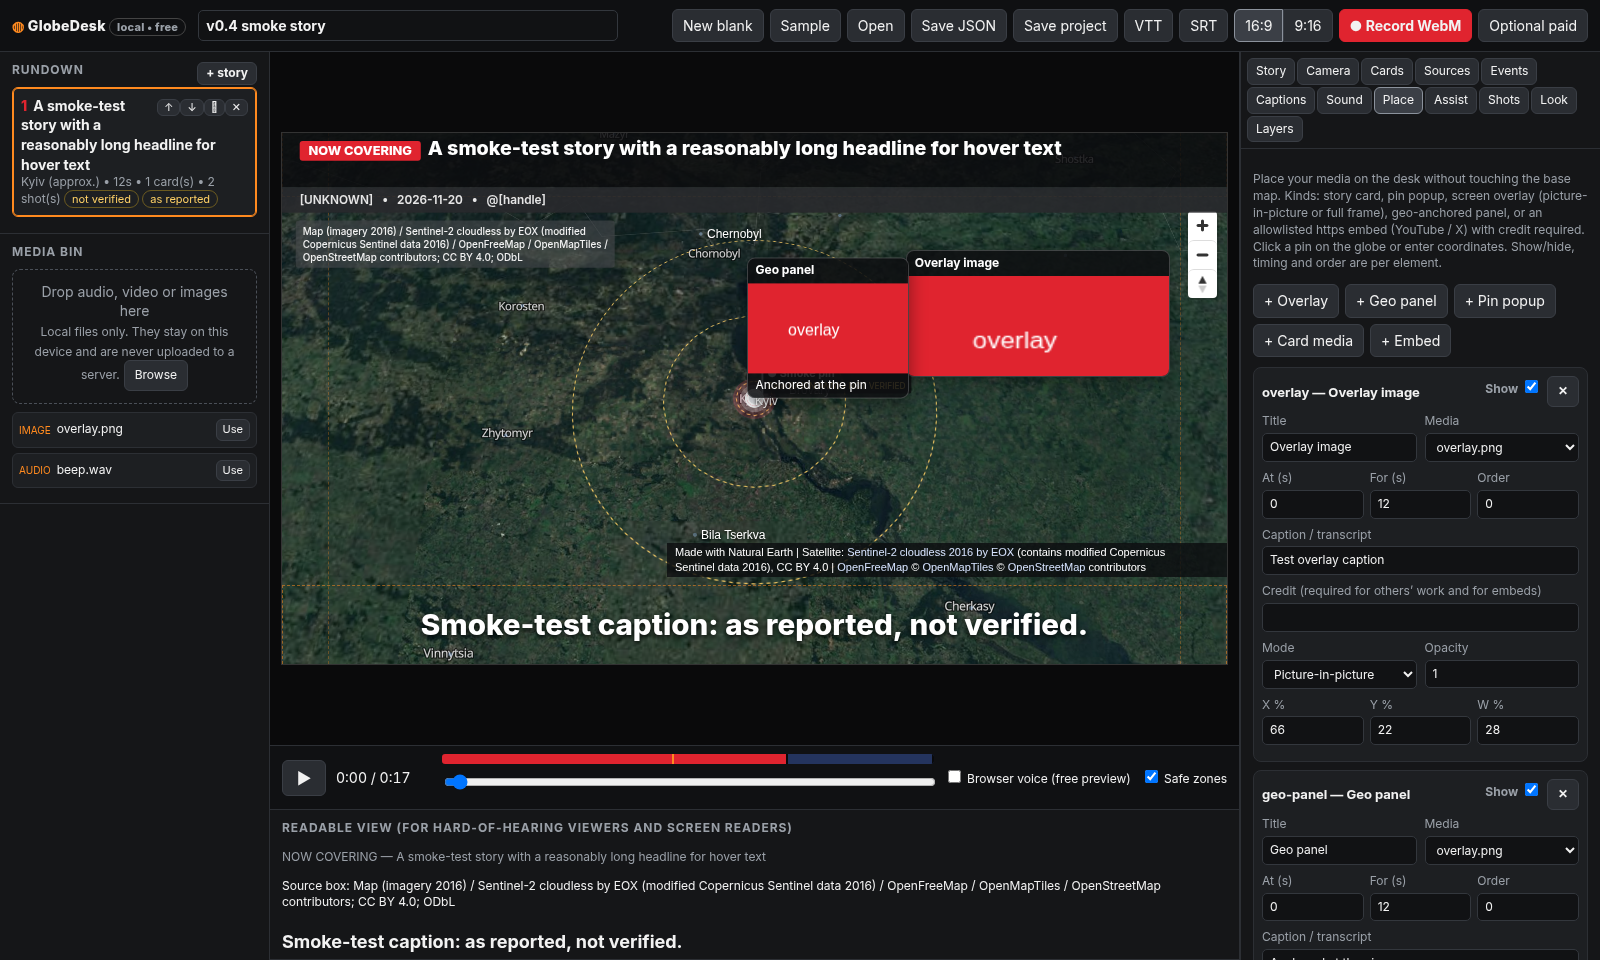 GlobeDesk local • free
v0.4 smoke story
New blank
Sample
Open
Save JSON
Save project
VTT
SRT
16:9
9:16
Record WebM
Optional paid
RUNDOWN
+ story
1 A smoke-test story with a
reasonably long headline for
hover text
Kyiv (approx.) • 12s • 1 card(s) • 2
shot(s) not verified as reported
MEDIA BIN
Drop audio, video or images
here
Local files only. They stay on this
device and are never uploaded to a
server. Browse
IMAGE overlay.png Use
AUDIO beep.wav Use
NOW COVERING A smoke-test story with a reasonably long headline for hover text
Shostka
[UNKNOWN] • 2026-11-20 • @[handle]
Map (imagery 2016) / Sentinel-2 cloudless by EOX (modified
Copernicus Sentinel data 2016) / OpenFreeMap / OpenMapTiles /
OpenStreetMap contributors; CC BY 4.0; ODbL
Chernobyl
Chornobyl
Korosten
Geo panel
overlay
Anchored at the pin
Overlay image
overlay
Kyiv
Zhytomyr
Bila Tserkva
Made with Natural Earth | Satellite: Sentinel-2 cloudless 2016 by EOX (contains modified Copernicus
Sentinel data 2016), CC BY 4.0 | OpenFreeMap © OpenMapTiles © OpenStreetMap contributors
Cherkasy
Smoke-test caption: as reported, not verified.
Vinnytsia
0:00 / 0:17
Browser voice (free preview)
Safe zones
READABLE VIEW (FOR HARD-OF-HEARING VIEWERS AND SCREEN READERS)
NOW COVERING — A smoke-test story with a reasonably long headline for hover text
Source box: Map (imagery 2016) / Sentinel-2 cloudless by EOX (modified Copernicus Sentinel data 2016) / OpenFreeMap / OpenMapTiles / OpenStreetMap
contributors; CC BY 4.0; ODbL
Smoke-test caption: as reported, not verified.
Story
Camera
Cards
Sources
Events
Captions
Sound
Place
Assist
Shots
Look
Layers
Place your media on the desk without touching the base
map. Kinds: story card, pin popup, screen overlay (picture-
in-picture or full frame), geo-anchored panel, or an
allowlisted https embed (YouTube / X) with credit required.
Click a pin on the globe or enter coordinates. Show/hide,
timing and order are per element.
+ Overlay
+ Geo panel
+ Pin popup
+ Card media
+ Embed
overlay — Overlay image Show
Title Media
Overlay image overlay.png
At (s) For (s) Order
0 12 0
Caption / transcript
Test overlay caption
Credit (required for others' work and for embeds)
Mode Opacity
Picture-in-picture 1
X % Y % W %
66 22 28
geo-panel — Geo panel Show
Title Media
Geo panel overlay.png
At (s) For (s) Order
0 12 0
Caption / transcript